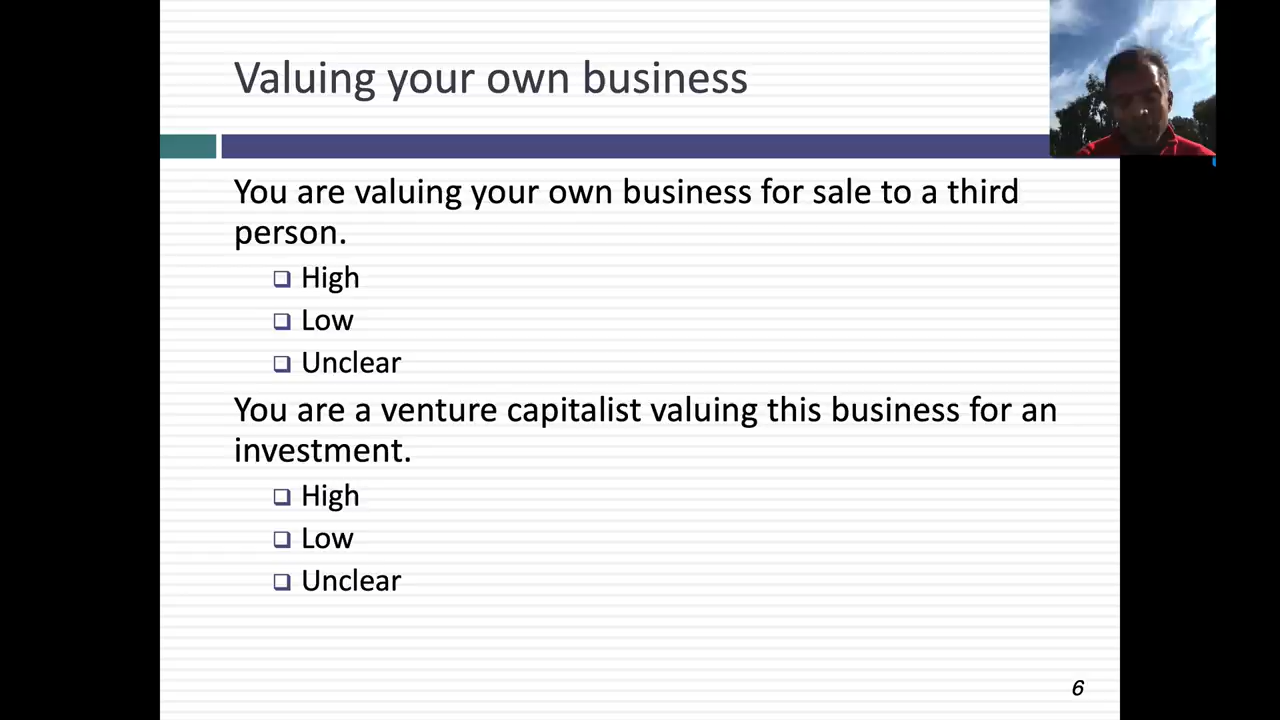 Valuing your own business
You are valuing your own business for sale to a third
person.
High
Low
Unclear
You are a venture capitalist valuing this business for an
investment.
High
Low
Unclear
6